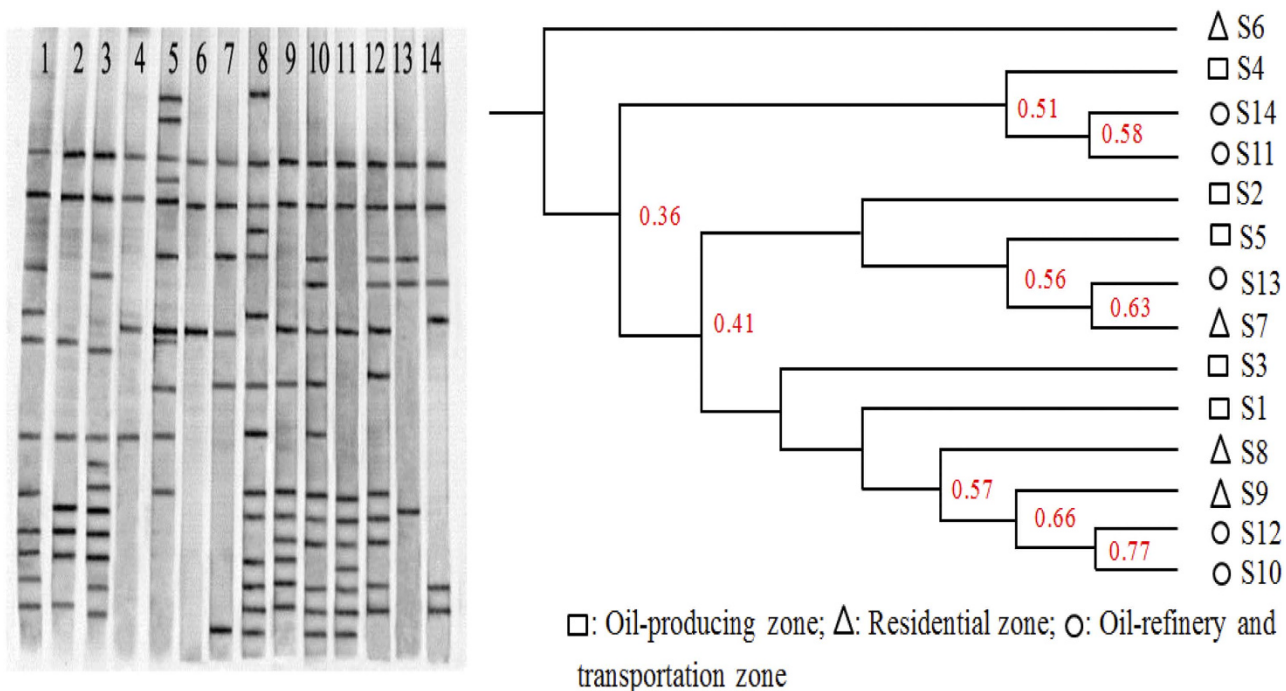 1 2 3 4 5 6 7 8 9 10 11 12 13 14
S6
S4
0.51
S14
0.58
S11
S2
0.36
S5
0.56
S13
0.63
S7
0.41
S3
S1
S8
0.57
S9
0.66
S12
0.77
S10
□: Oil-producing zone; Δ: Residential zone; O: Oil-refinery and
transportation zone